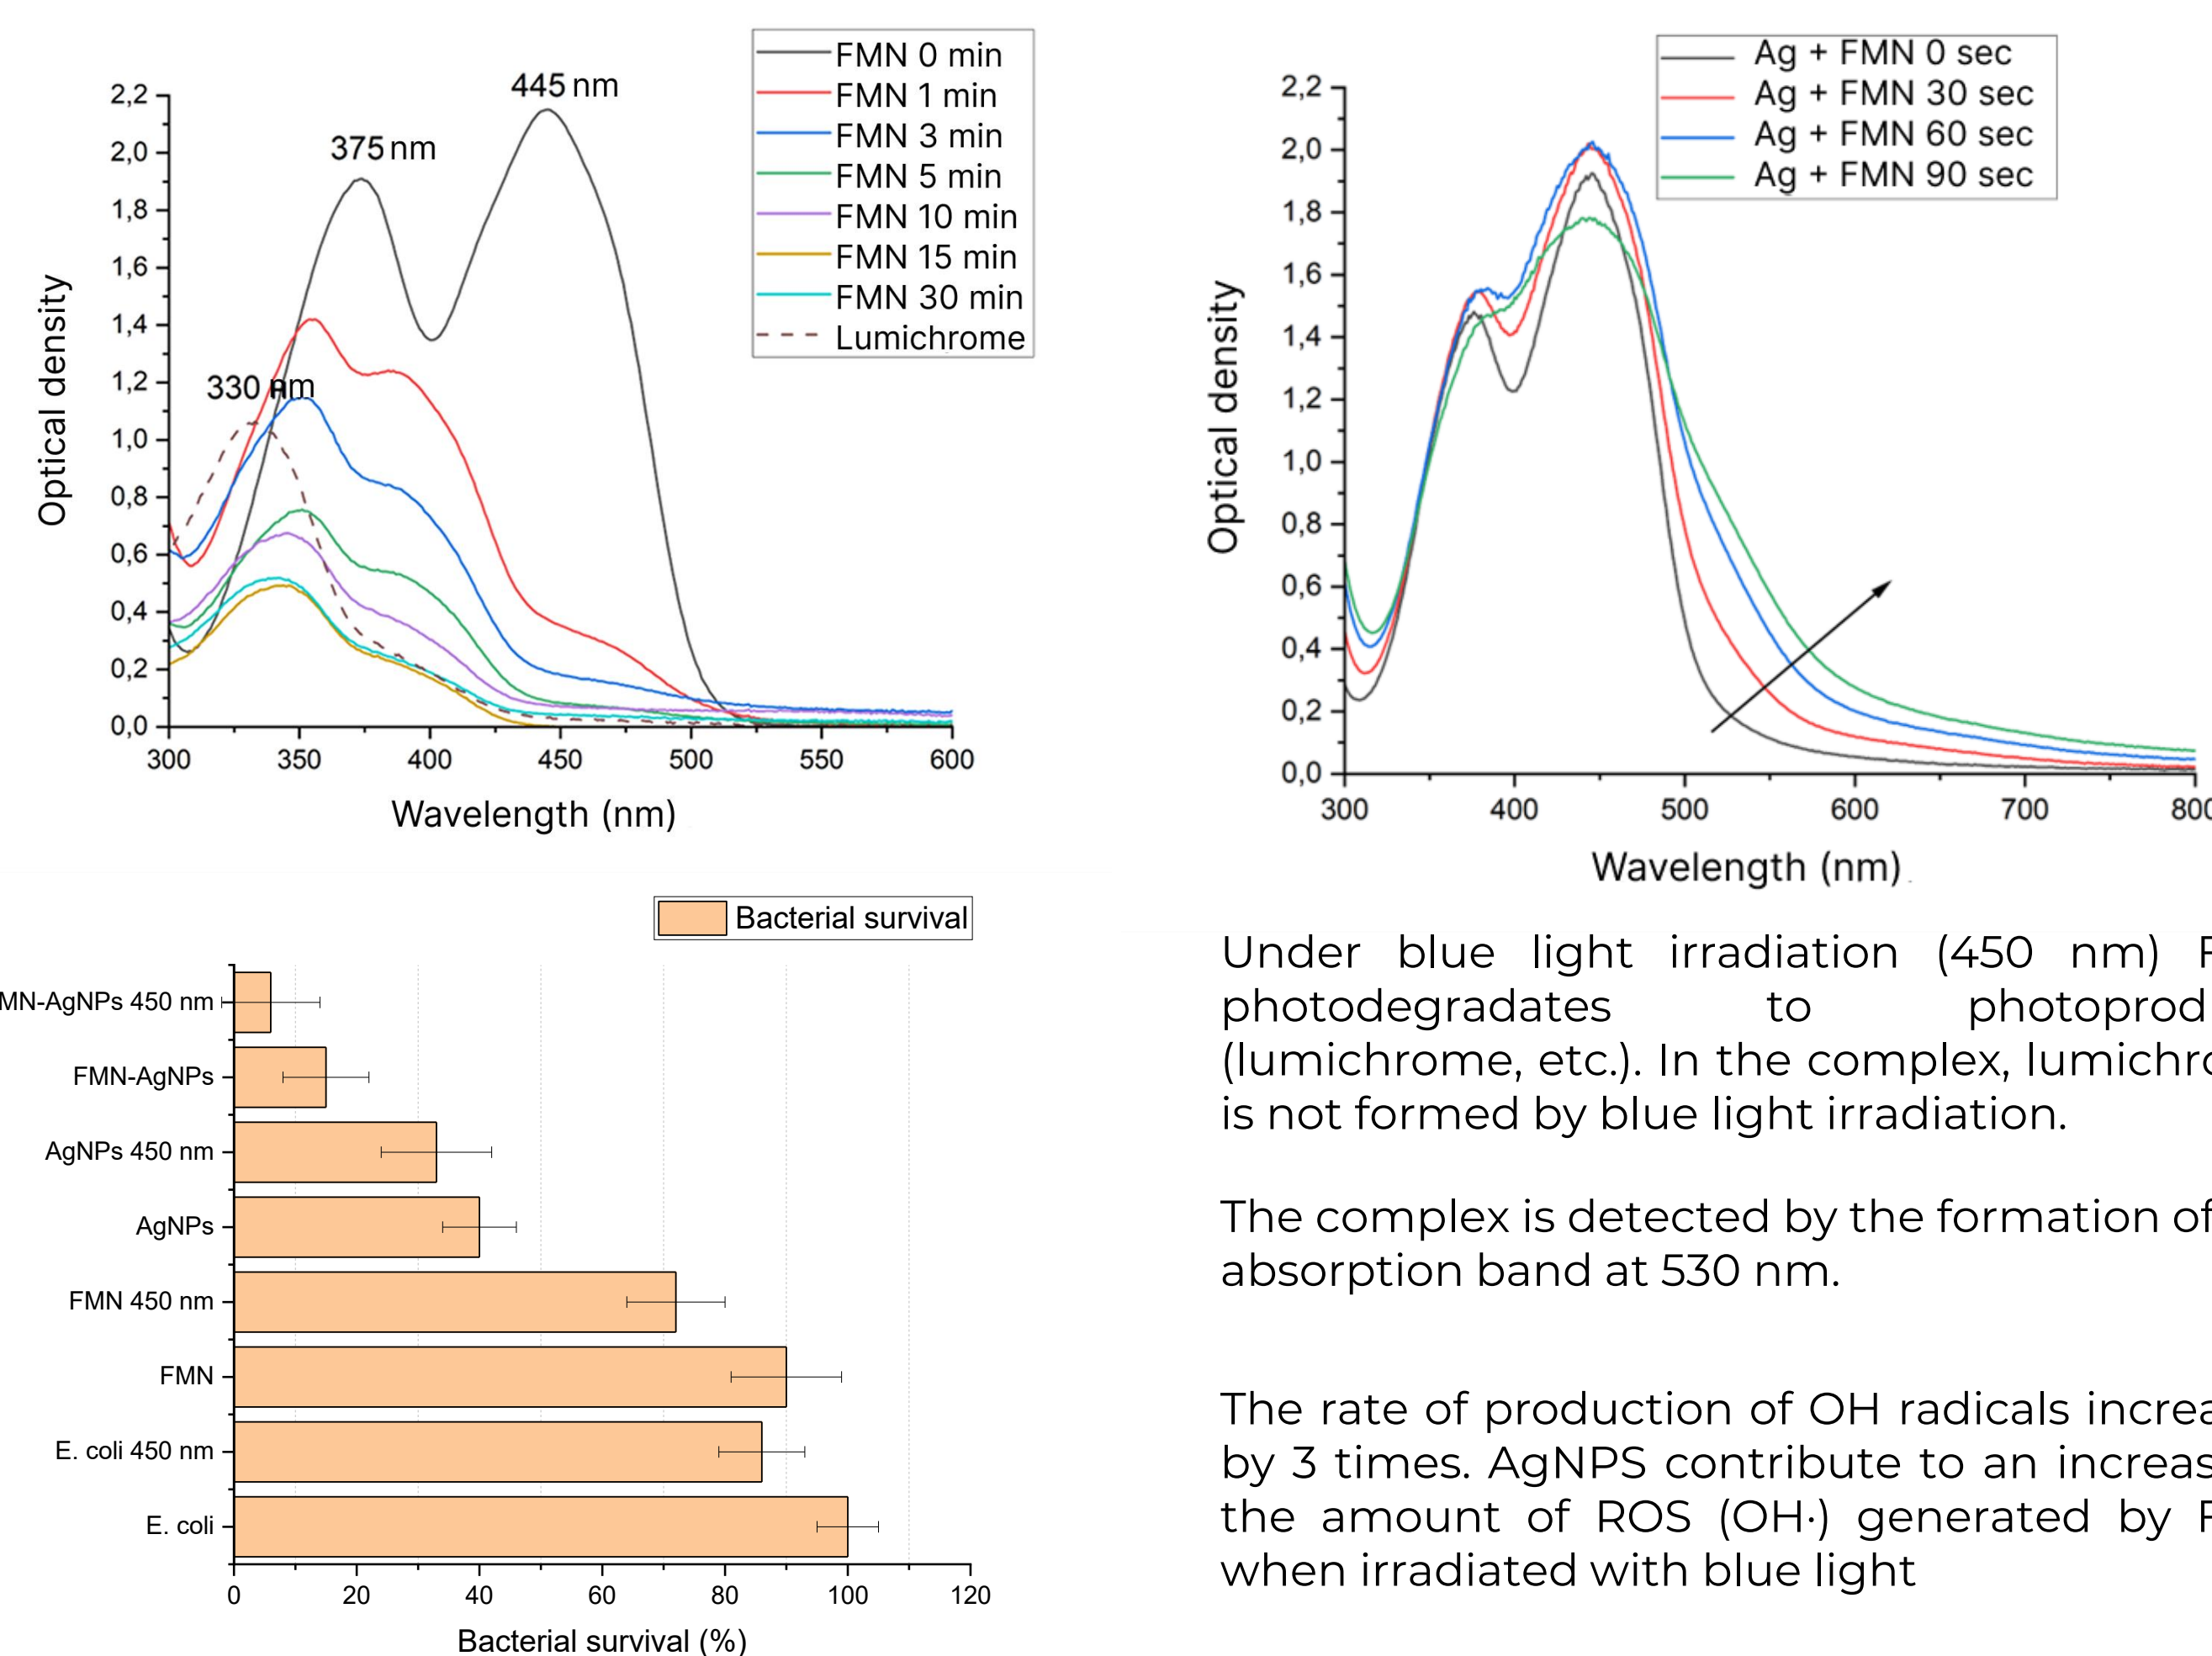 FMN 0 min
FMN 1 min
FMN 3 min
FMN 5 min
FMN 10 min
FMN 15 min
FMN 30 min
Lumichrome
445 nm
375 nm
330 nm
2,2
2,0
1,8
1,6
1,4
1,2
1,0
0,8
0,6
0,4
0,2
0,0
Optical density
300 350 400 450 500 550 600
Wavelength (nm)
Ag + FMN 0 sec
Ag + FMN 30 sec
Ag + FMN 60 sec
Ag + FMN 90 sec
2,2
2,0
1,8
1,6
1,4
1,2
1,0
0,8
0,6
0,4
0,2
0,0
Optical density
300 400 500 600 700 800
Wavelength (nm)
Bacterial survival
MN-AgNPs 450 nm
FMN-AgNPs
AgNPs 450 nm
AgNPs
FMN 450 nm
FMN
E. coli 450 nm
E. coli
0 20 40 60 80 100 120
Bacterial survival (%)
Under blue light irradiation (450 nm)
photodegradates to photoprod
(lumichrome, etc.). In the complex, lumichro
is not formed by blue light irradiation.
The complex is detected by the formation of
absorption band at 530 nm.
The rate of production of OH radicals increa
by 3 times. AgNPS contribute to an increas
the amount of ROS (OH·) generated by
when irradiated with blue light